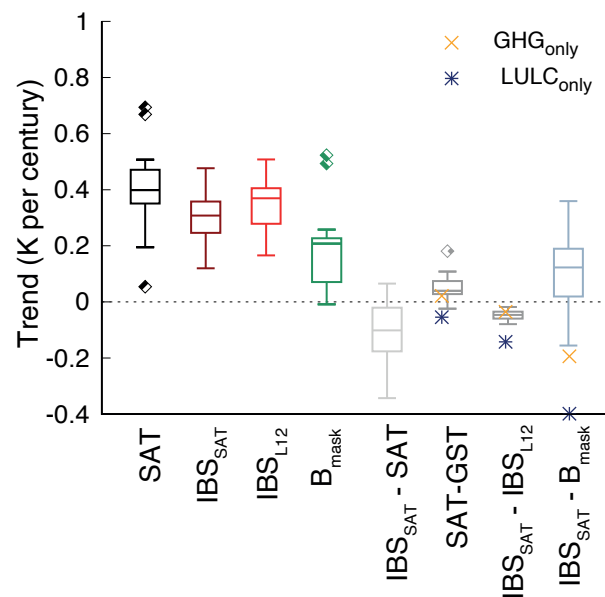 Trend (K per century)
1
0.8
0.6
0.4
0.2
0
-0.2
-0.4
GHGonly
LULConly
SAT
IBSSAT
IBSL12
Bmask
IBSSAT - SAT
SAT-GST
IBSSAT - IBSL12
IBSSAT - Bmask